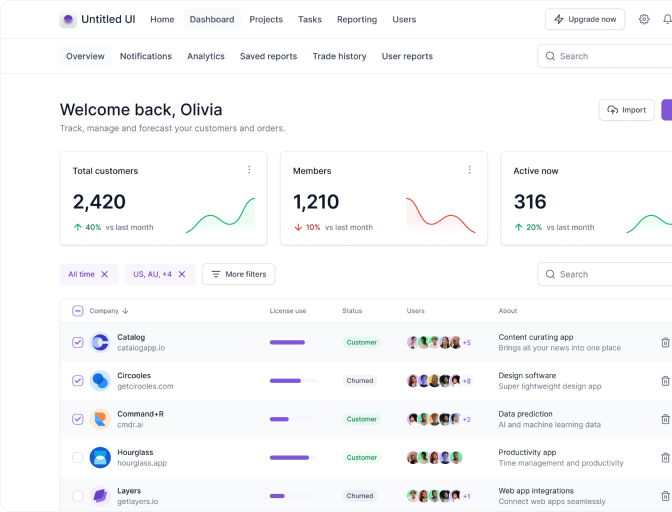 Untitled UI Home Dashboard Projects Tasks Reporting Users Upgrade now
Overview Notifications Analytics Saved reports Trade history User reports Search
Welcome back, Olivia
Track, manage and forecast your customers and orders.
Import
Total customers
2,420
40% vs last month
Members
1,210
10% vs last month
Active now
316
20% vs last month
All time US, AU, +4 More filters Search
Company License use Status Users About
Catalog
catalogapp.io
Customer
+5
Content curating app
Brings all your news into one place
Circooles
getcirooles.com
Churned
+8
Design software
Super lightweight design app
Command+R
cmdr.ai
Customer
+2
Data prediction
AI and machine learning data
Hourglass
hourglass.app
Customer
Productivity app
Time management and productivity
Layers
getlayers.io
Churned
+1
Web app integrations
Connect web apps seamlessly